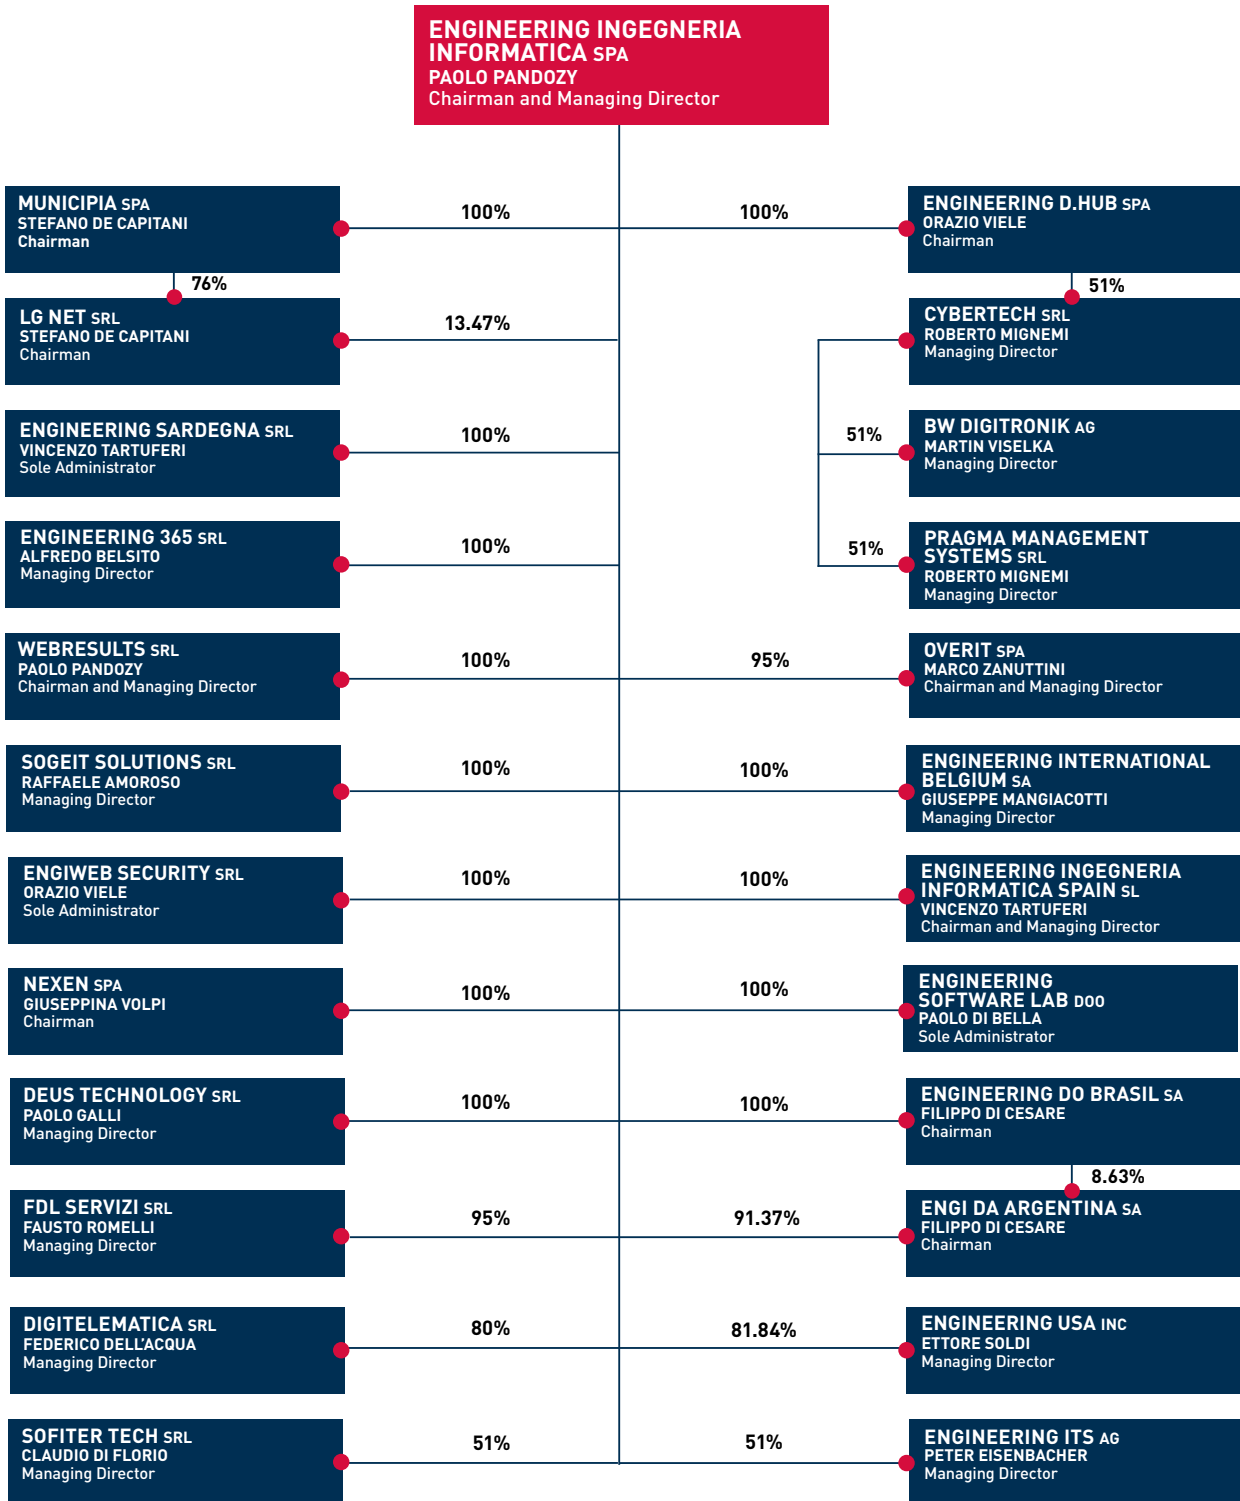 ENGINEERING INGEGNERIA
INFORMATICA SPA
PAOLO PANDOZY
Chairman and Managing Director
MUNICIPIA SPA
STEFANO DE CAPITANI
Chairman
100%
100%
ENGINEERING D.HUB SPA
ORAZIO VIELE
Chairman
76%
51%
LG NET SRL
STEFANO DE CAPITANI
Chairman
13.47%
CYBERTECH SRL
ROBERTO MIGNEMI
Managing Director
ENGINEERING SARDEGNA SRL
VINCENZO TARTUFERI
Sole Administrator
100%
51%
BW DIGITRONIK AG
MARTIN VISELKA
Managing Director
ENGINEERING 365 SRL
ALFREDO BELSITO
Managing Director
100%
51%
PRAGMA MANAGEMENT
SYSTEMS SRL
ROBERTO MIGNEMI
Managing Director
WEBRESULTS SRL
PAOLO PANDOZY
Chairman and Managing Director
100%
95%
OVERIT SPA
MARCO ZANUTTINI
Chairman and Managing Director
SOGEIT SOLUTIONS SRL
RAFFAELE AMOROSO
Managing Director
100%
100%
ENGINEERING INTERNATIONAL
BELGIUM SA
GIUSEPPE MANGIACOTTI
Managing Director
ENGIWEB SECURITY SRL
ORAZIO VIELE
Sole Administrator
100%
100%
ENGINEERING INGEGNERIA
INFORMATICA SPAIN SL
VINCENZO TARTUFERI
Chairman and Managing Director
NEXEN SPA
GIUSEPPINA VOLPI
Chairman
100%
100%
ENGINEERING
SOFTWARE LAB DOO
PAOLO DI BELLA
Sole Administrator
DEUS TECHNOLOGY SRL
PAOLO GALLI
Managing Director
100%
100%
ENGINEERING DO BRASIL SA
FILIPPO DI CESARE
Chairman
8.63%
FDL SERVIZI SRL
FAUSTO ROMELLI
Managing Director
95%
91.37%
ENGI DA ARGENTINA SA
FILIPPO DI CESARE
Chairman
DIGITELEMATICA SRL
FEDERICO DELL'ACQUA
Managing Director
80%
81.84%
ENGINEERING USA INC
ETTORE SOLDI
Managing Director
SOFITER TECH SRL
CLAUDIO DI FLORIO
Managing Director
51%
51%
ENGINEERING ITS AG
PETER EISENBACHER
Managing Director